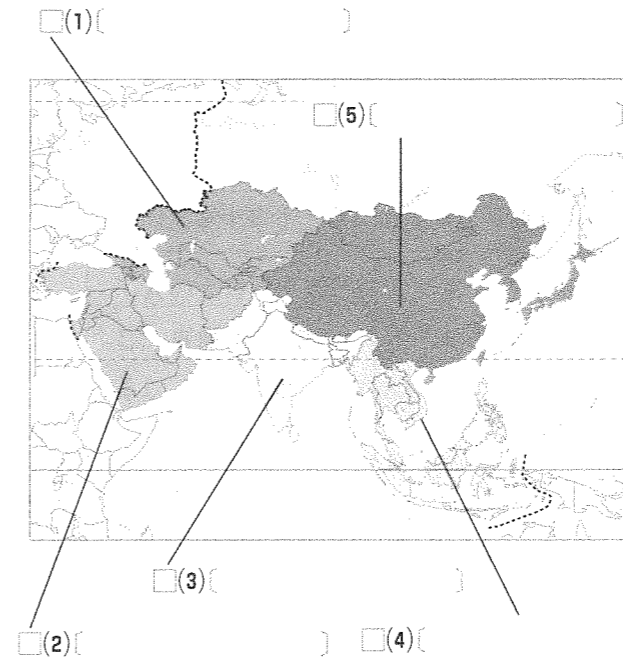 □(1)〔 〕
□(5)〔 〕
□(3)〔 〕
□(2)〔 〕 □(4)〔